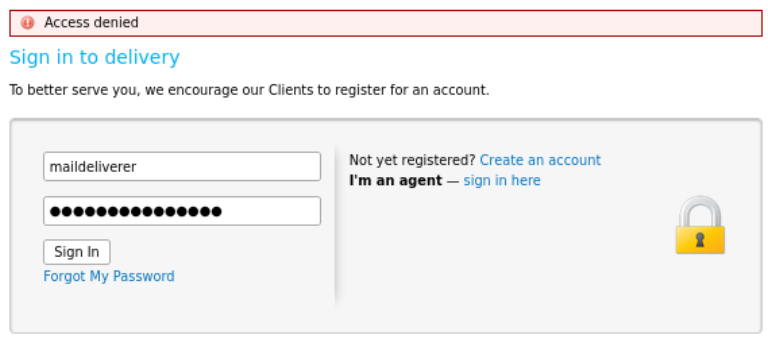 Access denied
Sign in to delivery
To better serve you, we encourage our Clients to register for an account.
maildeliverer
●●●●●●●●●●●●●●●
Sign In
Forgot My Password
Not yet registered? Create an account
I'm an agent — sign in here